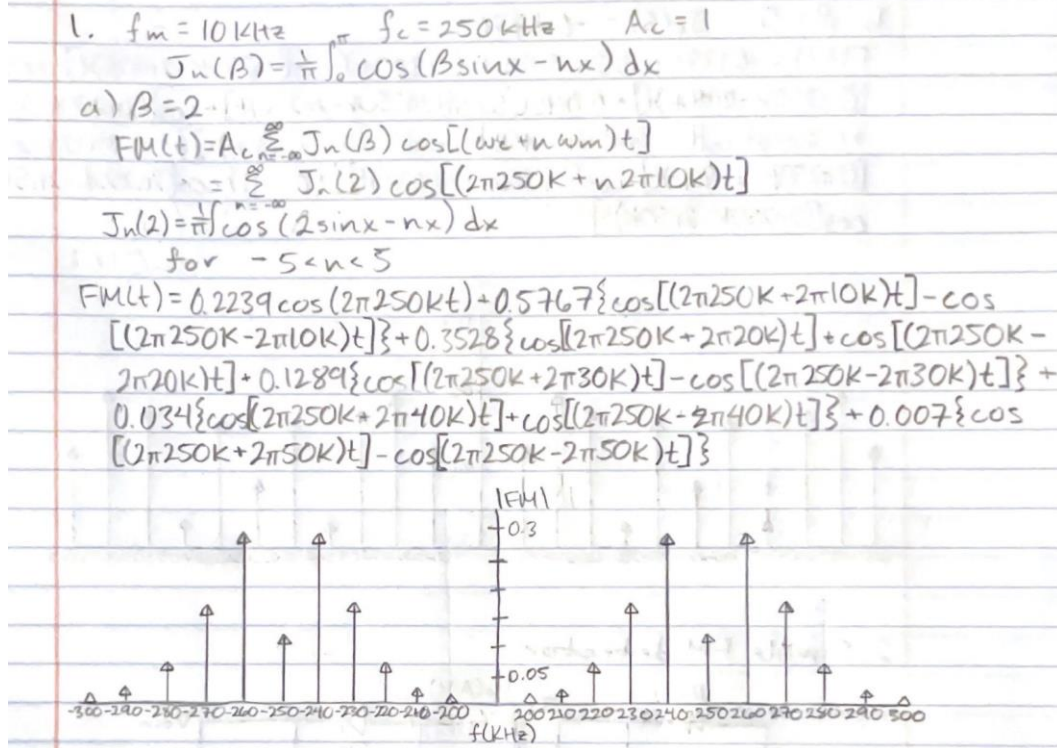 1. fm = 10 KHz fc = 250 KHz Ac = 1
Jn(β) = 1/π ∫₀^π cos(βsinx - nx) dx
a) β = 2
FM(t) = Ac Σ_{n=-∞}^{∞} Jn(β) cos[(ωc + nωm)t]
= Σ_{n=-∞}^{∞} Jn(2) cos[(2π250K + n2π10K)t]
Jn(2) = 1/π ∫ cos(2sinx - nx) dx
for -5 < n < 5
FM(t) = 0.2239 cos(2π250Kt) + 0.5767{cos[(2π250K + 2π10K)t] - cos
[(2π250K - 2π10K)t]} + 0.3528{cos[(2π250K + 2π20K)t] + cos[(2π250K -
2π20K)t] + 0.1289{cos[(2π250K + 2π30K)t] - cos[(2π250K - 2π30K)t]} +
0.034{cos[2π250K + 2π40K)t] + cos[(2π250K - 2π40K)t]} + 0.007{cos
[(2π250K + 2π50K)t] - cos[(2π250K - 2π50K)t]}
|FM|
0.3
0.05
-300 -290 -280 -270 -260 -250 -240 -230 -220 -210 -200 200 210 220 230 240 250 260 270 280 290 300
f(KHz)